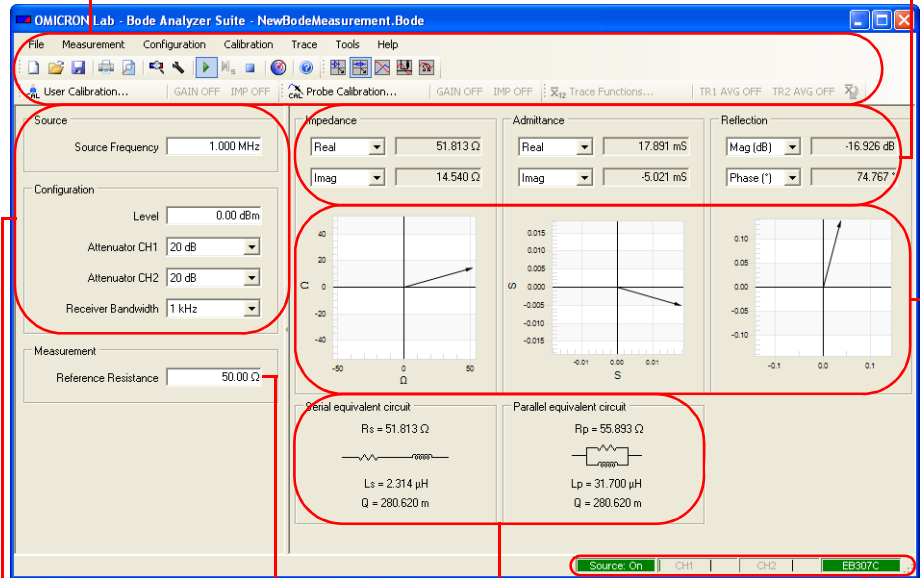 OMICRON Lab - Bode Analyzer Suite - NewBodeMeasurement.Bode
File Measurement Configuration Calibration Trace Tools Help
CAL User Calibration... GAIN OFF IMP OFF CAL Probe Calibration... GAIN OFF IMP OFF X12 Trace Functions... TR1 AVG OFF TR2 AVG OFF
Source
Source Frequency 1.000 MHz
Configuration
Level 0.00 dBm
Attenuator CH1 20 dB
Attenuator CH2 20 dB
Receiver Bandwidth 1 kHz
Measurement
Reference Resistance 50.00 Ω
Impedance
Real 51.813 Ω
Imag 14.540 Ω
Admittance
Real 17.891 mS
Imag -5.021 mS
Reflection
Mag (dB) -16.926 dB
Phase (°) 74.767 °
40
20
Ω 0
-20
-40
-50 0 50
Ω
0.015
0.010
0.005
S 0.000
-0.005
-0.010
-0.015
-0.01 0.00 0.01
S
0.10
0.05
0.00
-0.05
-0.10
-0.1 0.0 0.1
Serial equivalent circuit
Rs = 51.813 Ω
Ls = 2.314 µH
Q = 280.620 m
Parallel equivalent circuit
Rp = 55.893 Ω
Lp = 31.700 µH
Q = 280.620 m
Source: On CH1 CH2 EB307C